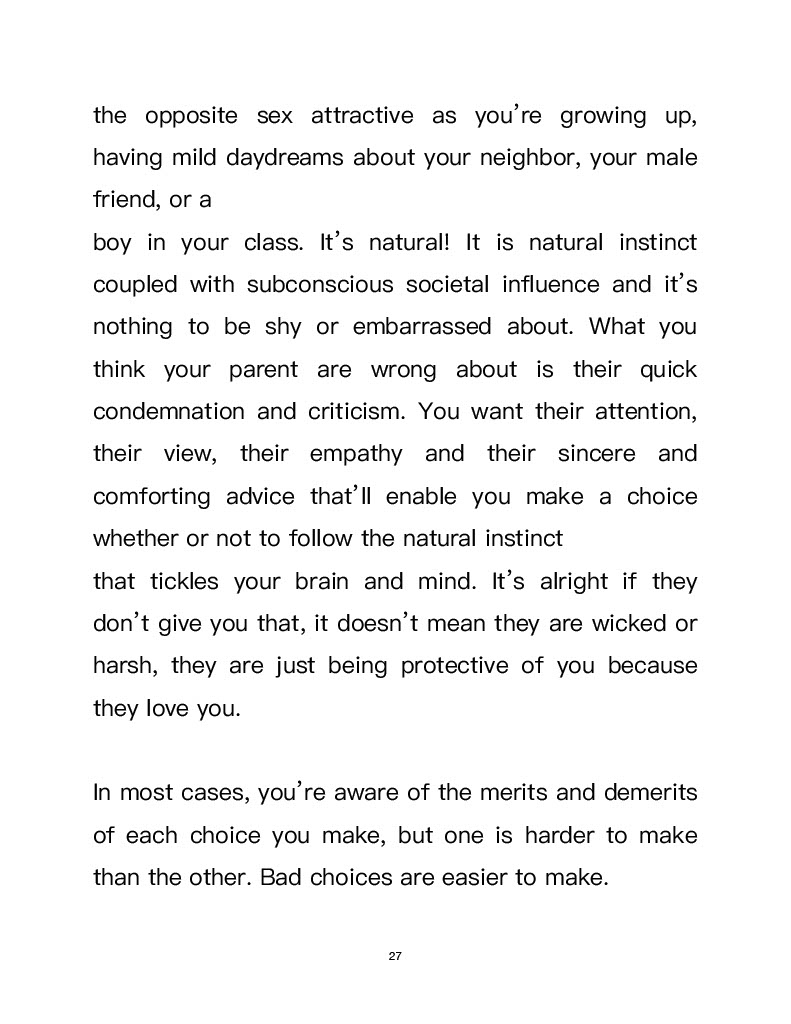 the opposite sex attractive as you’re growing up,
having mild daydreams about your neighbor, your male
friend, or a
boy in your class. It’s natural! It is natural instinct
coupled with subconscious societal influence and it’s
nothing to be shy or embarrassed about. What you
think your parent are wrong about is their quick
condemnation and criticism. You want their attention,
their view, their empathy and their sincere and
comforting advice that’ll enable you make a choice
whether or not to follow the natural instinct
that tickles your brain and mind. It’s alright if they
don’t give you that, it doesn’t mean they are wicked or
harsh, they are just being protective of you because
they love you.
In most cases, you’re aware of the merits and demerits
of each choice you make, but one is harder to make
than the other. Bad choices are easier to make.
27